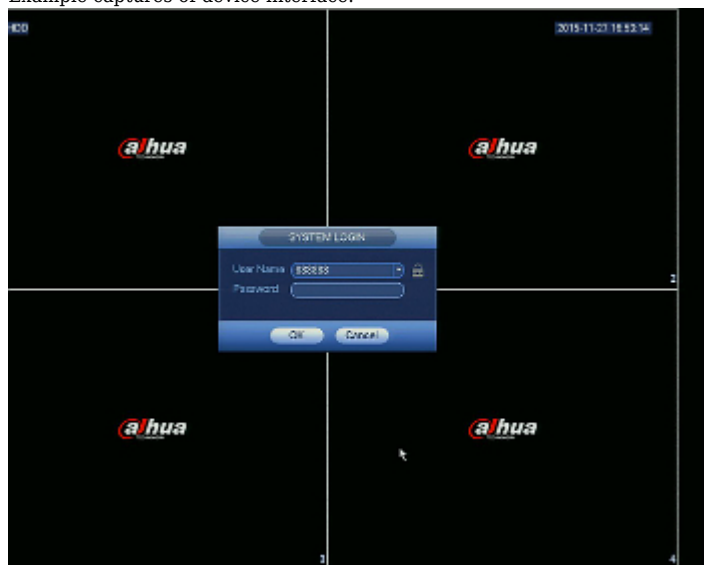 Example captures of device interface:
HDD
2015-11-27 16:53:14
alhua
alhua
SYSTEM LOGIN
User Name 888888
Password
2
OK Cancel
alhua
alhua
3
4